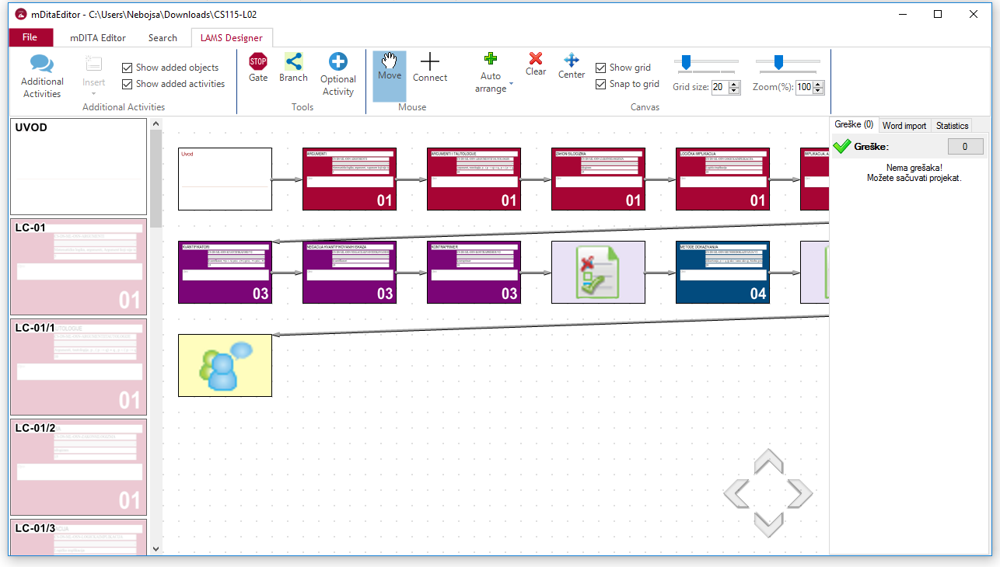 mDitaEditor - C:\Users\Nebojsa\Downloads\CS115-L02
File
mDITA Editor
Search
LAMS Designer
Additional
Activities
Insert
Show added objects
Show added activities
Additional Activities
STOP
Gate
Branch
Optional
Activity
Tools
Move
Connect
Mouse
Auto
arrange
Clear
Center
Show grid
Snap to grid
Grid size: 20
Zoom(%): 100
Canvas
UVOD
LC-01
01
LC-01/1
01
LC-01/2
01
LC-01/3
Uvod
ARGUMENTI
01
ARGUMENTI I TAUTOLOGIJE
01
ZAKON SILOGIZMA
01
LOGIČKA IMPLIKACIJA
01
IMPLIKACIJA, A
KVANTIFIKATORI
03
NEGACIJA KVANTIFIKOVANIH ISKAZA
03
KONTRAPRIMER
03
METODE DOKAZIVANJA
04
Greške (0)
Word import
Statistics
Greške:
0
Nema grešaka!
Možete sačuvati projekat.